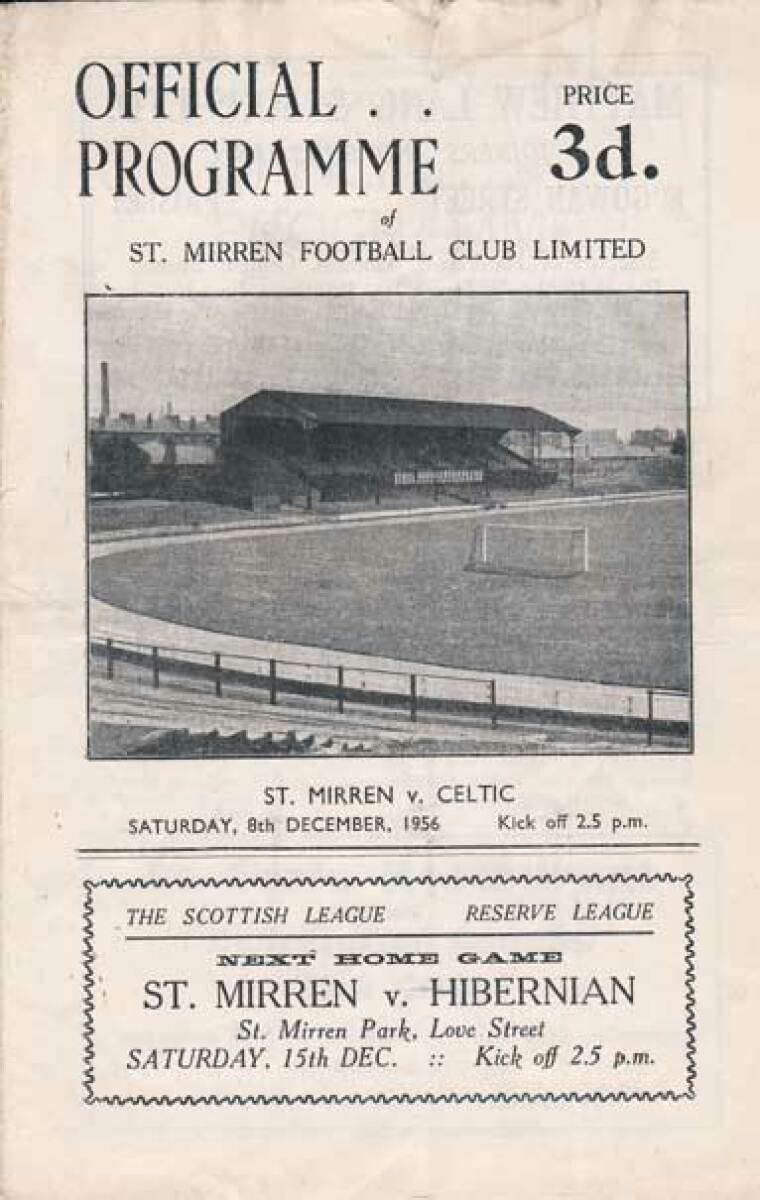 OFFICIAL . .
PROGRAMME
PRICE
3d.
of
ST. MIRREN FOOTBALL CLUB LIMITED
ST. MIRREN v. CELTIC
SATURDAY, 8th DECEMBER, 1956 Kick off 2.5 p.m.
THE SCOTTISH LEAGUE RESERVE LEAGUE
NEXT HOME GAME
ST. MIRREN v. HIBERNIAN
St. Mirren Park, Love Street
SATURDAY, 15th DEC. :: Kick off 2.5 p.m.